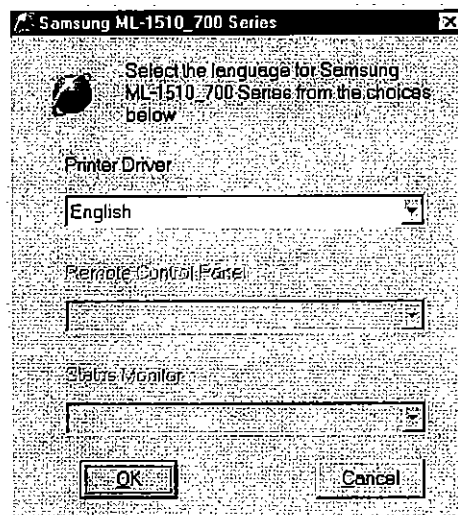 Samsung ML-1510_700 Series
Select the language for Samsung
ML-1510_700 Series from the choices
below
Printer Driver
English
Remote Control Panel
Status Monitor
OK
Cancel